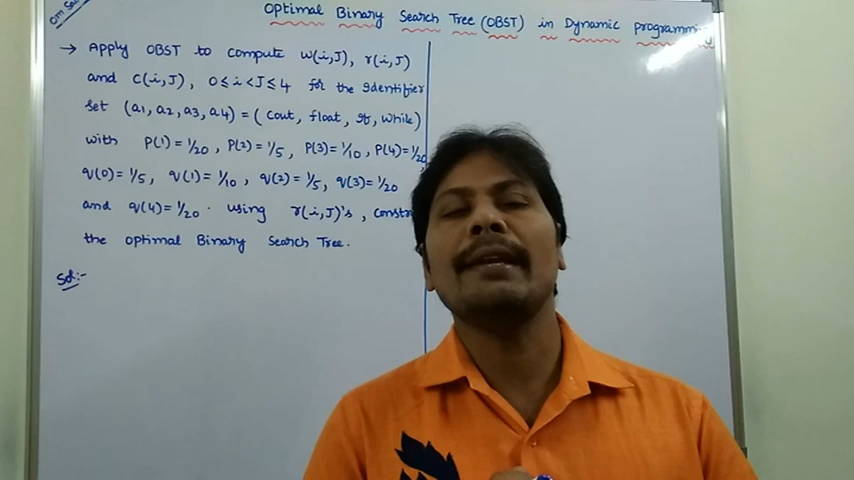 Om Sai
Optimal Binary Search Tree (OBST) in Dynamic programming
→ Apply OBST to compute w(i,J), r(i,J)
and c(i,J), 0≤i<J≤4 for the Identifier
set (a1, a2, a3, a4) = (cout, float, If, while)
with P(1) = 1/20, P(2) = 1/5, P(3) = 1/10, P(4) = 1/20,
q(0) = 1/5, q(1) = 1/10, q(2) = 1/5, q(3) = 1/20
and q(4) = 1/20. using r(i,J)'s,
the optimal Binary Search Tree.
Sol:-